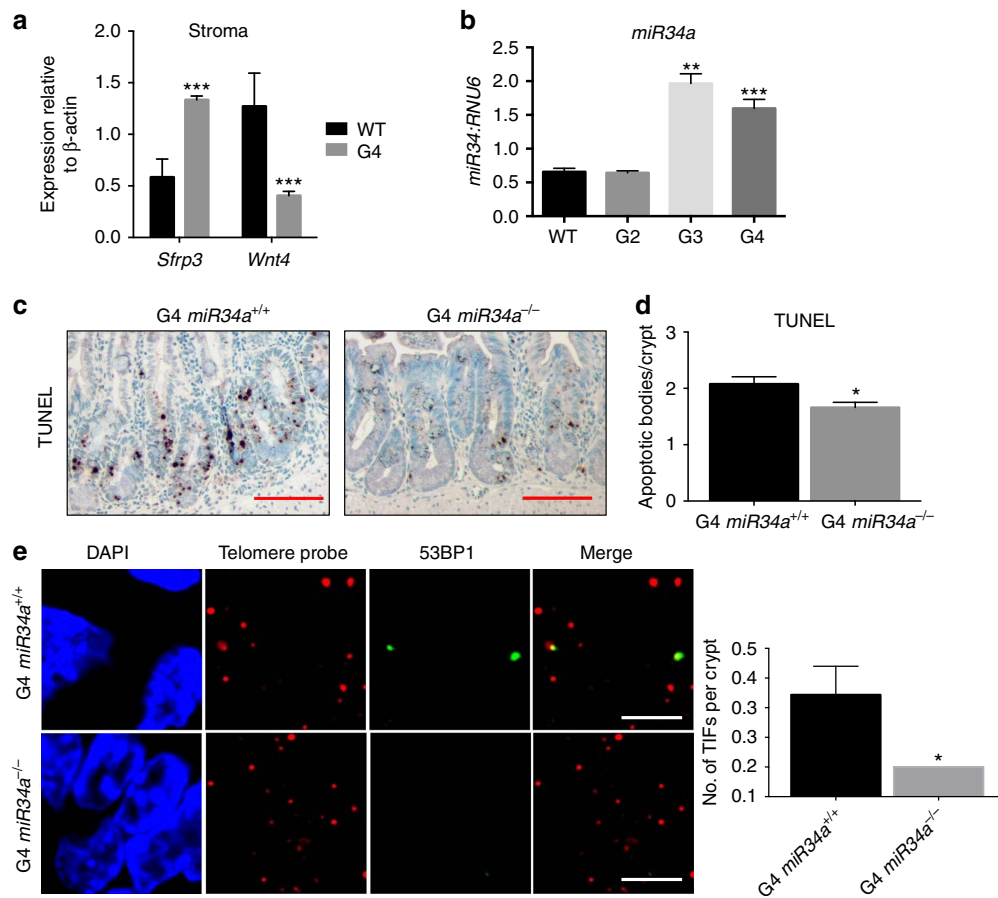 a
Stroma
Expression relative
to β-actin
2.0
1.5
1.0
0.5
0.0
***
***
Sfrp3
Wnt4
WT
G4
b
miR34a
miR34:RNU6
2.5
2.0
1.5
1.0
0.5
0.0
**
***
WT
G2
G3
G4
c
G4 miR34a+/+
G4 miR34a–/–
TUNEL
d
TUNEL
Apoptotic bodies/crypt
3
2
1
0
*
G4 miR34a+/+
G4 miR34a–/–
e
DAPI
Telomere probe
53BP1
Merge
G4 miR34a+/+
G4 miR34a–/–
No. of TIFs per crypt
0.5
0.4
0.3
0.3
0.2
0.1
*
G4 miR34a+/+
G4 miR34a–/–